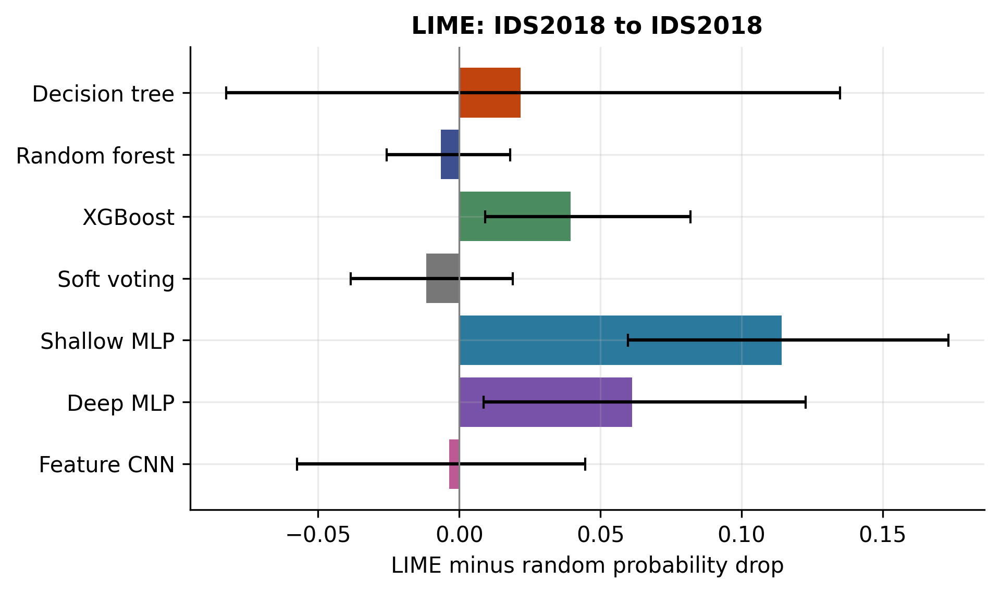 LIME: IDS2018 to IDS2018
Decision tree
Random forest
XGBoost
Soft voting
Shallow MLP
Deep MLP
Feature CNN
−0.05 0.00 0.05 0.10 0.15
LIME minus random probability drop